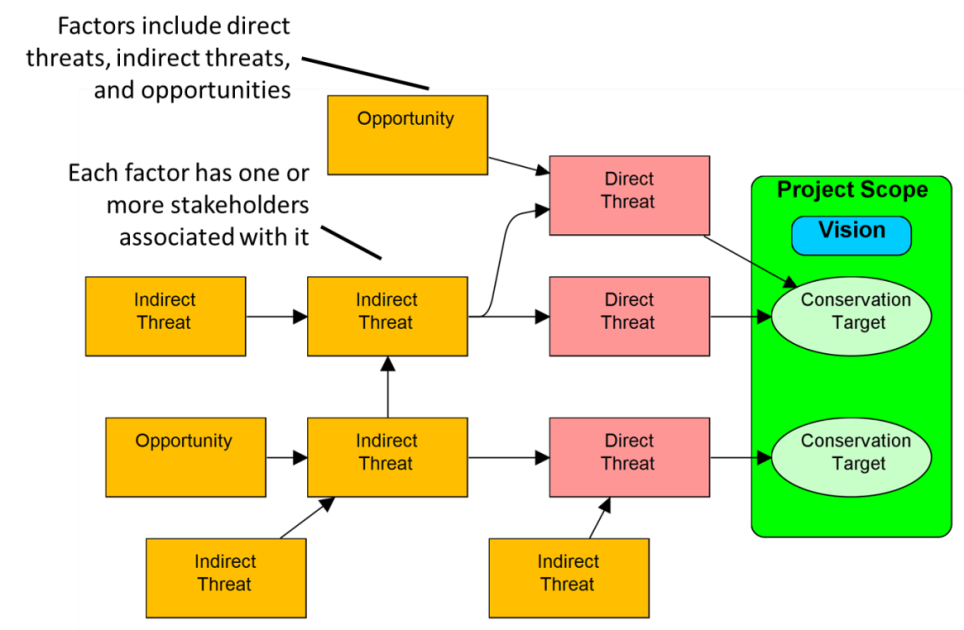 Factors include direct
threats, indirect threats,
and opportunities
Opportunity
Each factor has one or
more stakeholders
associated with it
Direct
Threat
Project Scope
Vision
Indirect
Threat
Indirect
Threat
Direct
Threat
Conservation
Target
Opportunity
Indirect
Threat
Direct
Threat
Conservation
Target
Indirect
Threat
Indirect
Threat